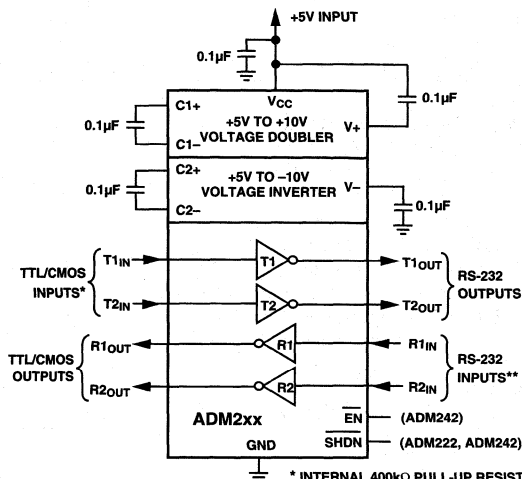 +5V INPUT
0.1µF
VCC
0.1µF
C1+
+5V TO +10V
VOLTAGE DOUBLER
V+
0.1µF
C1–
C2+
+5V TO –10V
VOLTAGE INVERTER
V–
0.1µF
C2–
0.1µF
TTL/CMOS
INPUTS*
T1IN
T1
T1OUT
RS-232
OUTPUTS
T2IN
T2
T2OUT
TTL/CMOS
OUTPUTS
R1OUT
R1
R1IN
RS-232
INPUTS**
R2OUT
R2
R2IN
ADM2xx
EN
(ADM242)
GND
SHDN
(ADM222, ADM242)
* INTERNAL 400kΩ PULL-UP